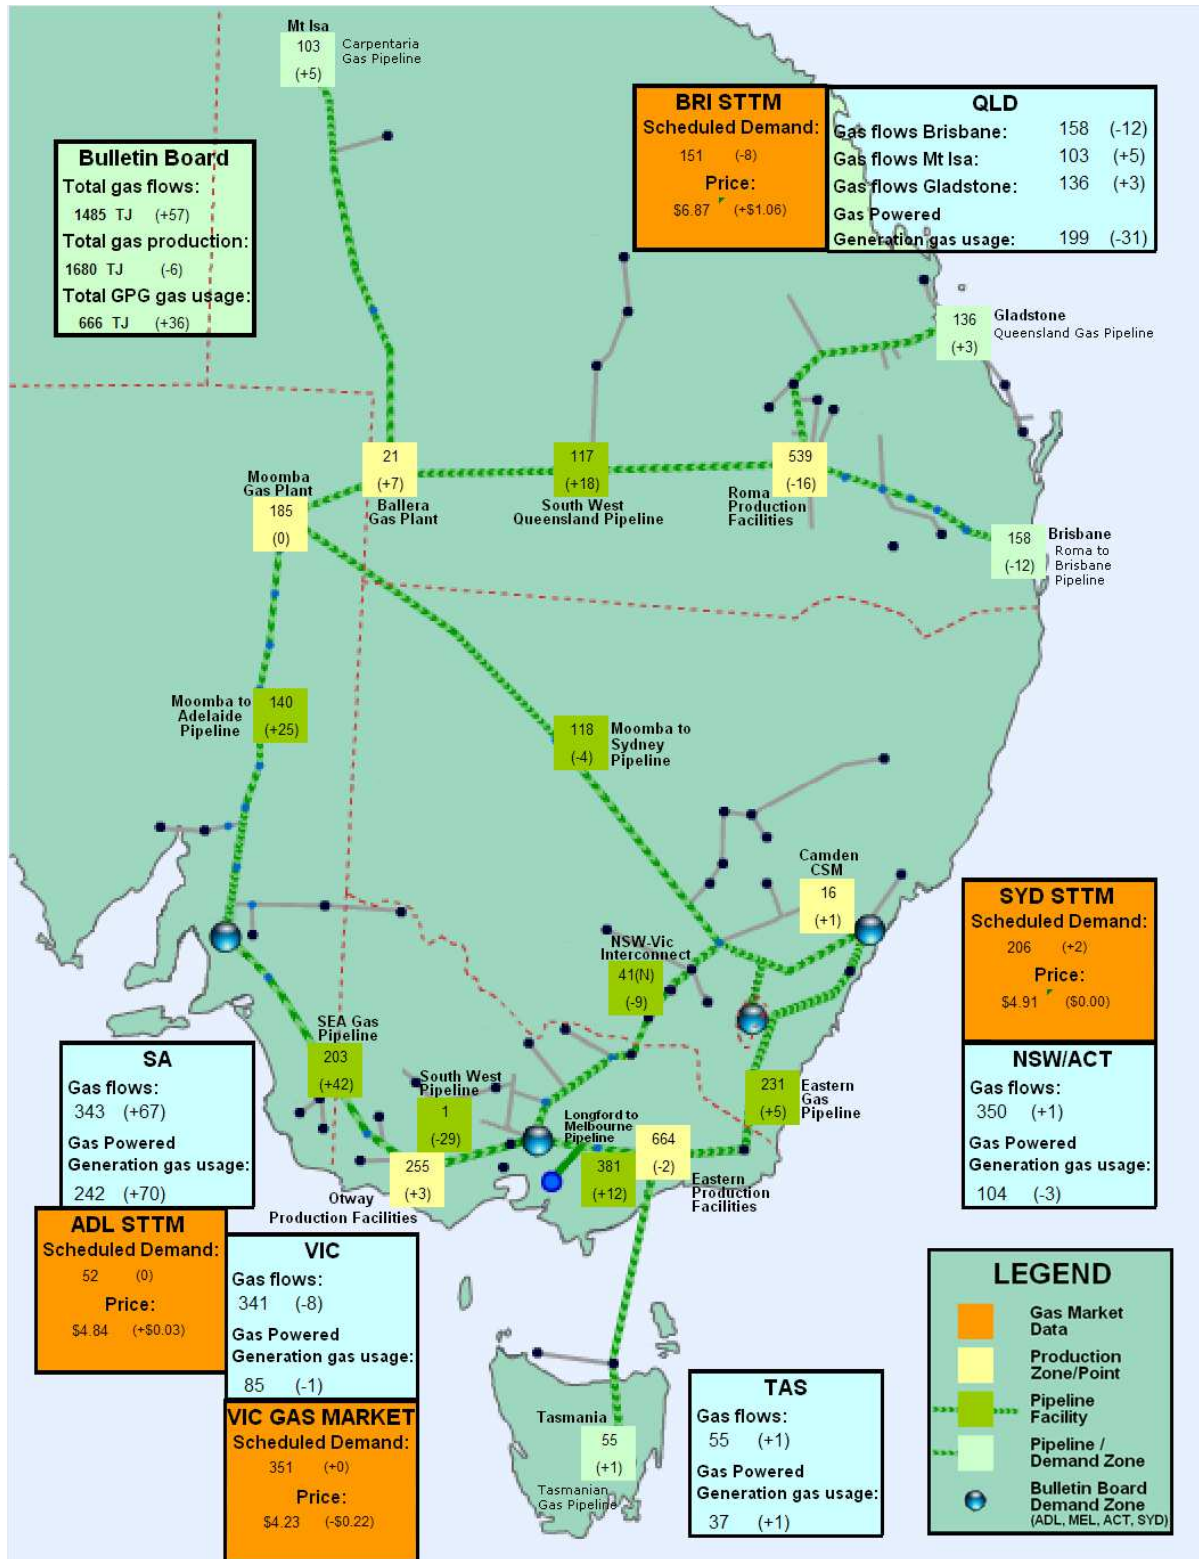 Mt Isa
103
(+5)
Carpentaria
Gas Pipeline
Bulletin Board
Total gas flows:
1485 TJ (+57)
Total gas production:
1680 TJ (-6)
Total GPG gas usage:
666 TJ (+36)
BRI STTM
Scheduled Demand:
151 (-8)
Price:
$6.87 (+$1.06)
QLD
Gas flows Brisbane: 158 (-12)
Gas flows Mt Isa: 103 (+5)
Gas flows Gladstone: 136 (+3)
Gas Powered
Generation gas usage: 199 (-31)
136
(+3)
Gladstone
Queensland Gas Pipeline
Moomba
Gas Plant
185
(0)
21
(+7)
Ballera
Gas Plant
117
(+18)
South West
Queensland Pipeline
539
(-16)
Roma
Production
Facilities
158
(-12)
Brisbane
Roma to
Brisbane
Pipeline
Moomba to
Adelaide
Pipeline
140
(+25)
118
(-4)
Moomba to
Sydney
Pipeline
Camden
CSM
16
(+1)
NSW-Vic
Interconnect
41(N)
(-9)
SYD STTM
Scheduled Demand:
206 (+2)
Price:
$4.91 ($0.00)
NSW/ACT
Gas flows:
350 (+1)
Gas Powered
Generation gas usage:
104 (-3)
SEA Gas
Pipeline
203
(+42)
South West
Pipeline
1
(-29)
Longford to
Melbourne
Pipeline
381
(+12)
664
(-2)
Eastern
Production
Facilities
231
(+5)
Eastern
Gas
Pipeline
255
(+3)
Otway
Production Facilities
SA
Gas flows:
343 (+67)
Gas Powered
Generation gas usage:
242 (+70)
ADL STTM
Scheduled Demand:
52 (0)
Price:
$4.84 (+$0.03)
VIC
Gas flows:
341 (-8)
Gas Powered
Generation gas usage:
85 (-1)
VIC GAS MARKET
Scheduled Demand:
351 (+0)
Price:
$4.23 (-$0.22)
Tasmania
55
(+1)
Tasmanian
Gas Pipeline
TAS
Gas flows:
55 (+1)
Gas Powered
Generation gas usage:
37 (+1)
LEGEND
Gas Market
Data
Production
Zone/Point
Pipeline
Facility
Pipeline /
Demand Zone
Bulletin Board
Demand Zone
(ADL, MEL, ACT, SYD)